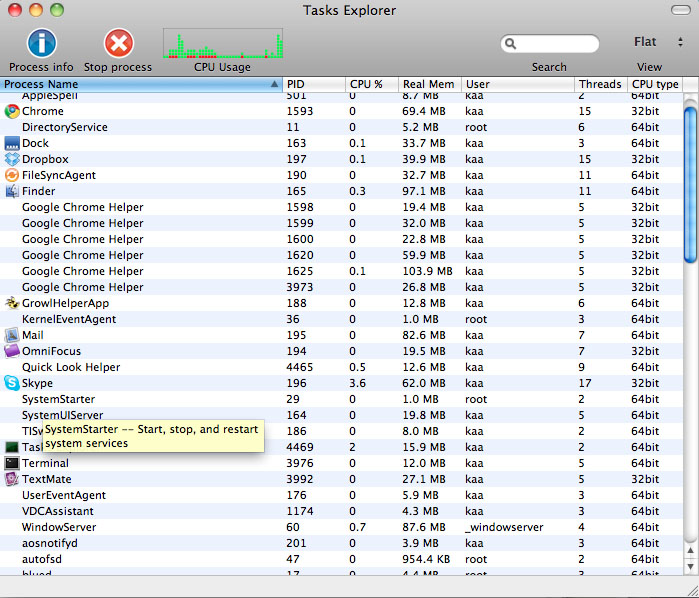 Tasks Explorer
Process info Stop process CPU Usage Search Flat View
Process Name PID CPU % Real Mem User Threads CPU type
AppleSpell 501 0 8.7 MB kaa 2 64bit
Chrome 1593 0 69.4 MB kaa 15 32bit
DirectoryService 11 0 5.2 MB root 6 64bit
Dock 163 0.1 33.7 MB kaa 3 64bit
Dropbox 197 0.1 39.9 MB kaa 15 32bit
FileSyncAgent 190 0 32.7 MB kaa 11 64bit
Finder 165 0.3 97.1 MB kaa 11 64bit
Google Chrome Helper 1598 0 19.4 MB kaa 5 32bit
Google Chrome Helper 1599 0 32.0 MB kaa 5 32bit
Google Chrome Helper 1600 0 22.8 MB kaa 5 32bit
Google Chrome Helper 1620 0 59.9 MB kaa 5 32bit
Google Chrome Helper 1625 0.1 103.9 MB kaa 5 32bit
Google Chrome Helper 3973 0 26.8 MB kaa 5 32bit
GrowlHelperApp 188 0 12.8 MB kaa 6 64bit
KernelEventAgent 36 0 1.0 MB root 3 64bit
Mail 195 0 82.6 MB kaa 7 64bit
OmniFocus 194 0 19.5 MB kaa 7 32bit
Quick Look Helper 4465 0.5 12.6 MB kaa 9 64bit
Skype 196 3.6 62.0 MB kaa 17 32bit
SystemStarter 29 0 1.0 MB root 2 64bit
SystemUIServer 164 0 19.8 MB kaa 5 64bit
TISw 186 0 8.0 MB kaa 2 64bit
SystemStarter -- Start, stop, and restart
system services
Tas 4469 2 15.9 MB kaa 2 64bit
Terminal 3976 0 12.0 MB kaa 5 64bit
TextMate 3992 0 27.1 MB kaa 5 32bit
UserEventAgent 176 0 5.9 MB kaa 3 64bit
VDCAssistant 1174 0 4.3 MB kaa 4 64bit
WindowServer 60 0.7 87.6 MB _windowserver 4 64bit
aosnotifyd 201 0 3.9 MB kaa 3 64bit
autofsd 47 0 954.4 KB root 2 64bit
blued 17 0 4.4 MB root 3 64bit